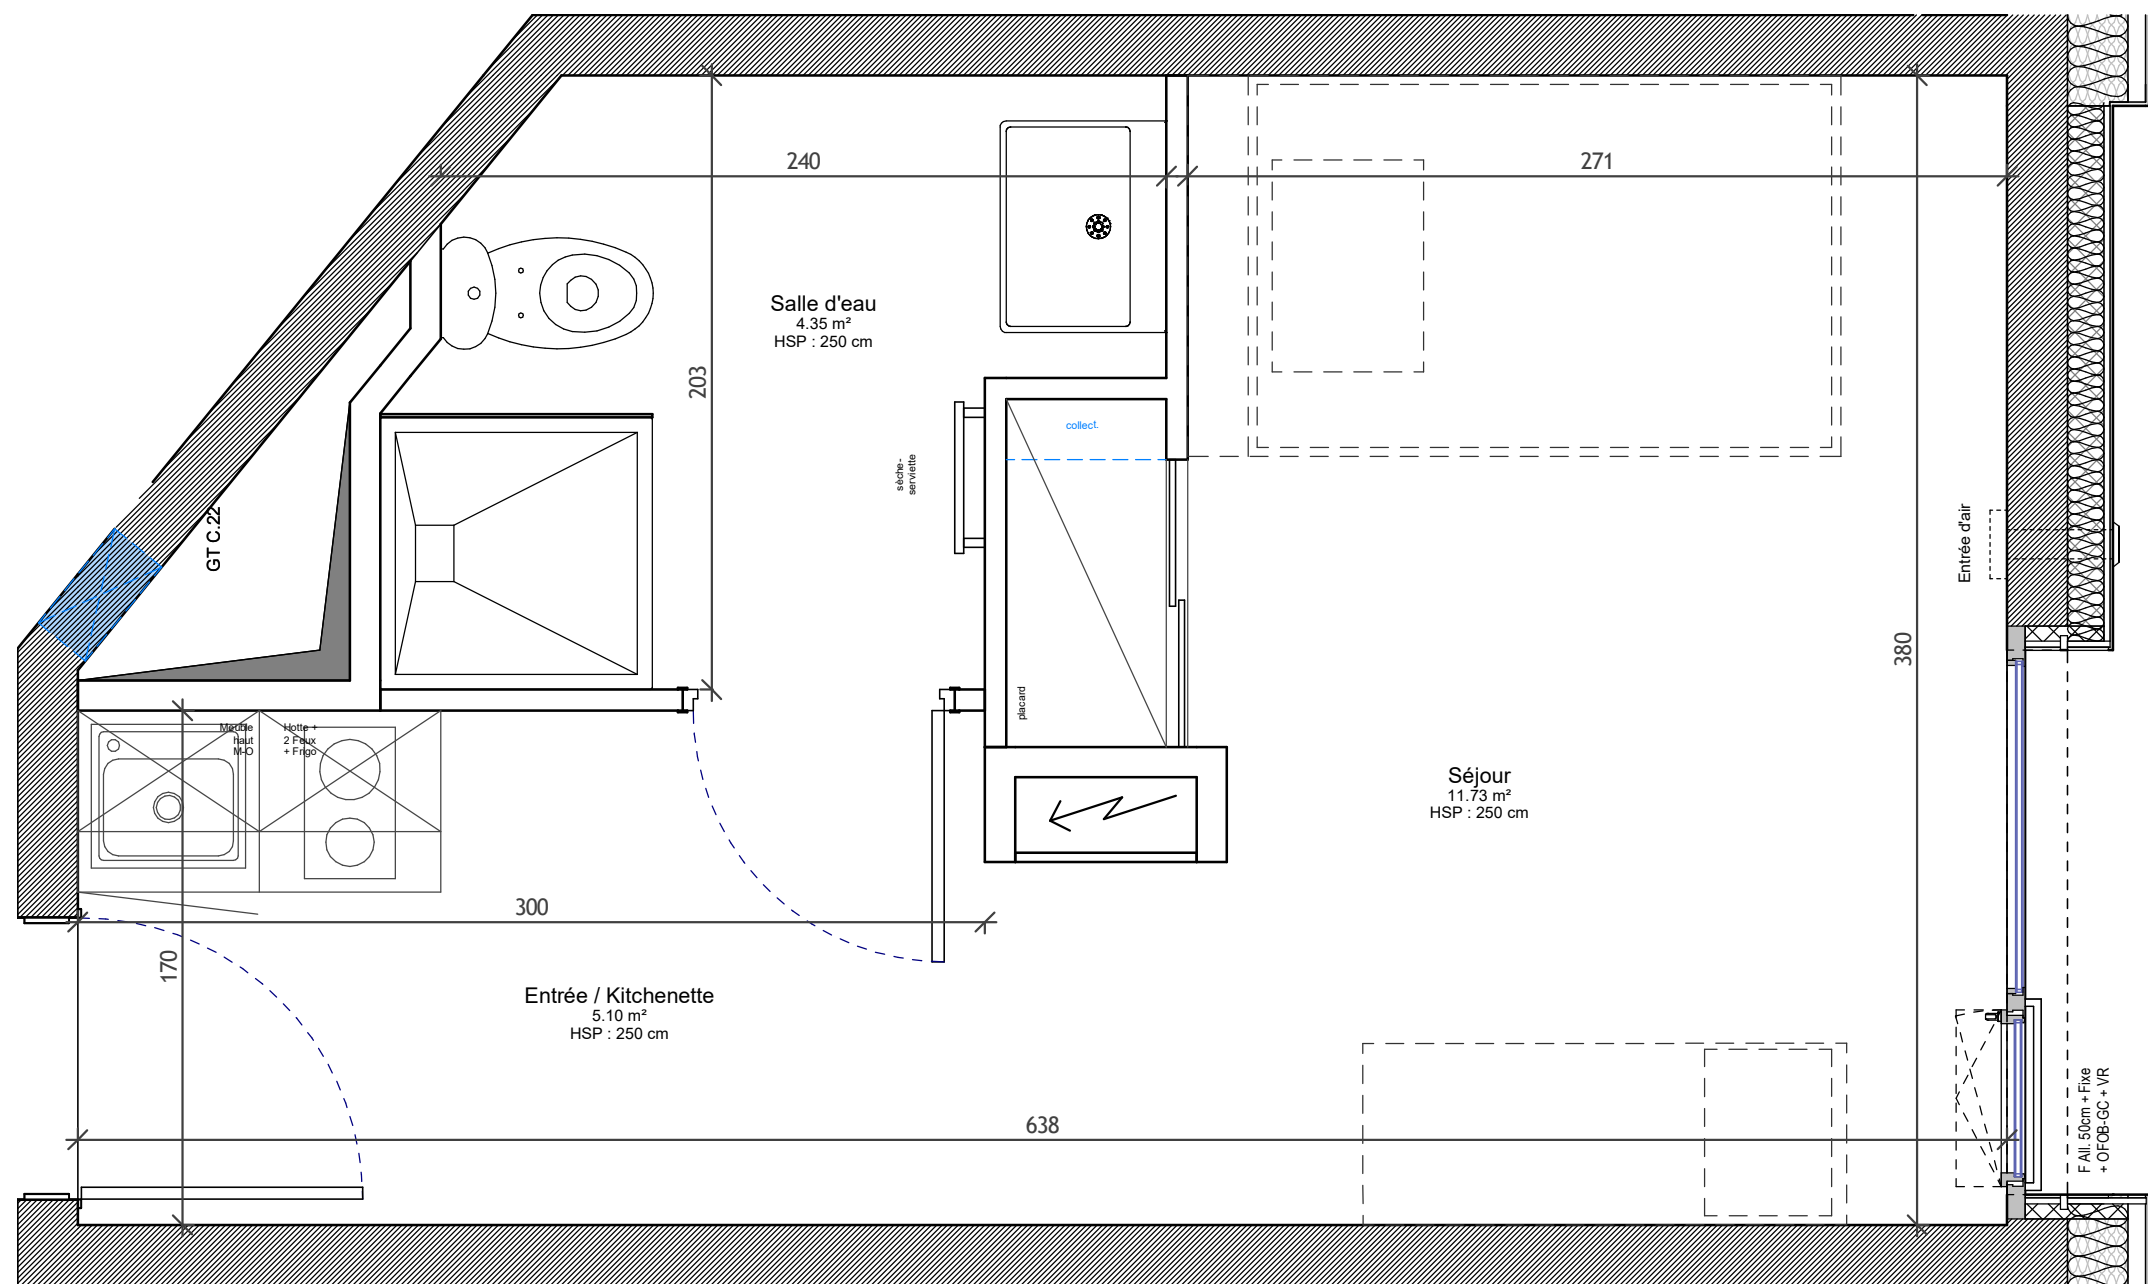 240
271
Salle d'eau
4.35 m²
HSP : 250 cm
203
collect.
sèche-
serviette
GT C.22
Entrée d'air
380
placard
Meuble
haut
M-O
Hotte +
2 Feux
+ Frigo
Séjour
11.73 m²
HSP : 250 cm
300
170
Entrée / Kitchenette
5.10 m²
HSP : 250 cm
638
F All. 50cm + Fixe
+ OFOB-GC + VR